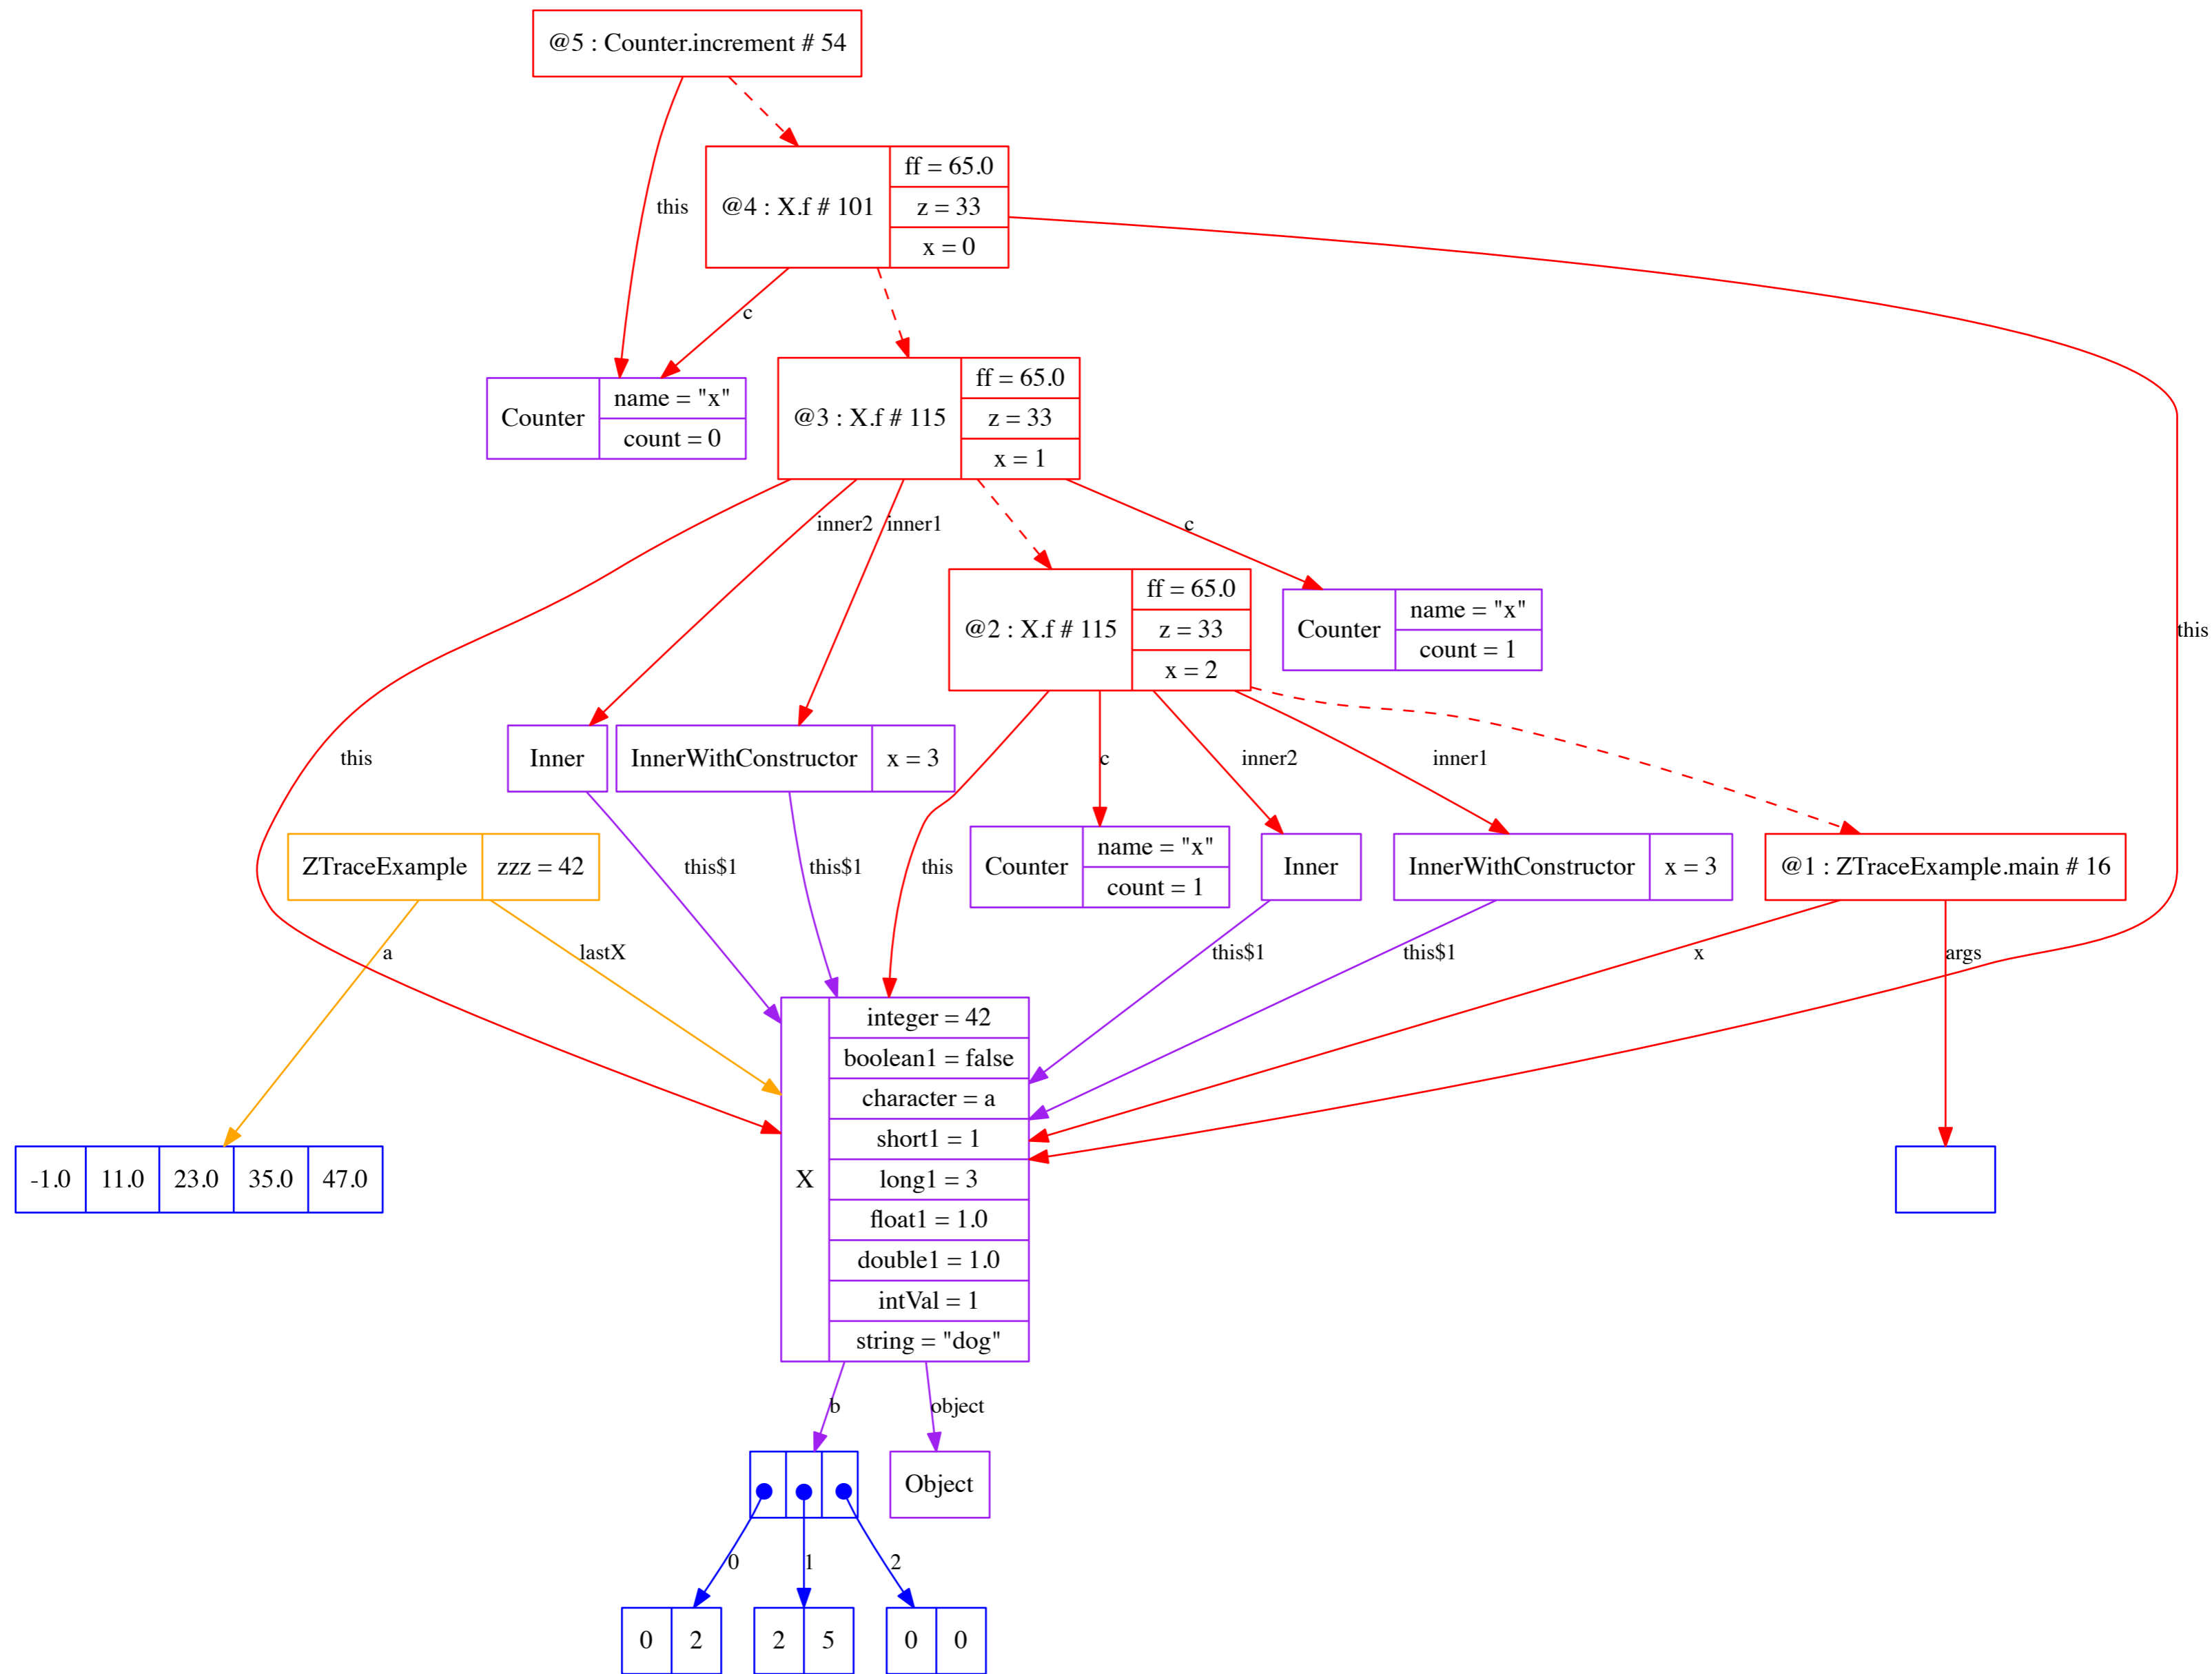 @5 : Counter.increment # 54
this
@4 : X.f # 101
ff = 65.0
z = 33
x = 0
c
Counter
name = "x"
count = 0
@3 : X.f # 115
ff = 65.0
z = 33
x = 1
inner2
inner1
c
@2 : X.f # 115
ff = 65.0
z = 33
x = 2
Counter
name = "x"
count = 1
this
this
Inner
InnerWithConstructor
x = 3
c
inner2
inner1
ZTraceExample
zzz = 42
this$1
this$1
this
Counter
name = "x"
count = 1
Inner
InnerWithConstructor
x = 3
@1 : ZTraceExample.main # 16
a
lastX
this$1
this$1
x
args
-1.0
11.0
23.0
35.0
47.0
X
integer = 42
boolean1 = false
character = a
short1 = 1
long1 = 3
float1 = 1.0
double1 = 1.0
intVal = 1
string = "dog"
b
object
Object
0
1
2
0
2
2
5
0
0